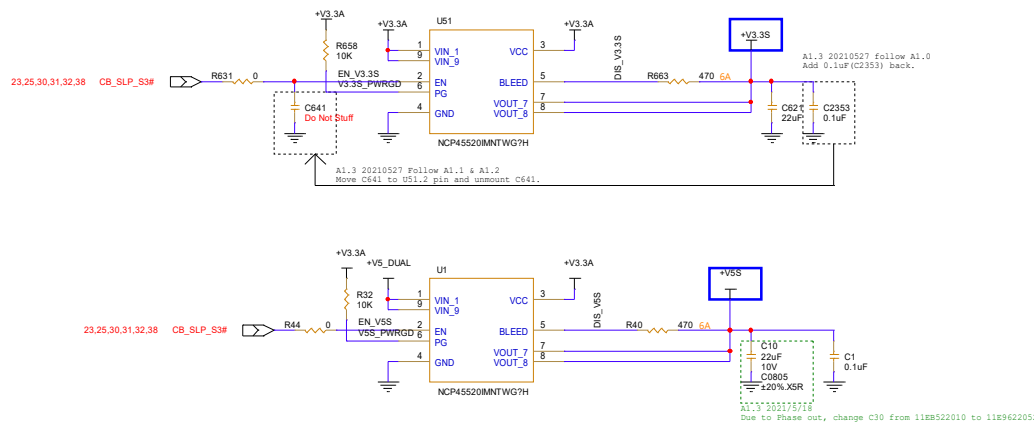 +V3.3A
+V3.3A
U51
+V3.3A
+V3.3S
R658
10K
1
9
VIN_1
VIN_9
VCC
3
DIS_V3.3S
A1.3 20210527 follow A1.0
Add 0.1uF(C2353) back.
23,25,30,31,32,38
CB_SLP_S3#
R631
0
EN_V3.3S
V3.3S_PWRGD
2
6
EN
PG
BLEED
5
R663
470
6A
C641
Do Not Stuff
4
GND
VOUT_7
VOUT_8
7
8
C621
22uF
C2353
0.1uF
NCP45520IMNTWG?H
A1.3 20210527 Follow A1.1 & A1.2
Move C641 to U51.2 pin and unmount C641.
+V3.3A
+V5_DUAL
U1
+V3.3A
+V5S
R32
10K
1
9
VIN_1
VIN_9
VCC
3
DIS_V5S
23,25,30,31,32,38
CB_SLP_S3#
R44
0
EN_V5S
V5S_PWRGD
2
6
EN
PG
BLEED
5
R40
470
6A
4
GND
VOUT_7
VOUT_8
7
8
C10
22uF
10V
C0805
±20%.X5R
C1
0.1uF
NCP45520IMNTWG?H
A1.3 2021/5/18
Due to Phase out, change C30 from 11EB522010 to 11E962205